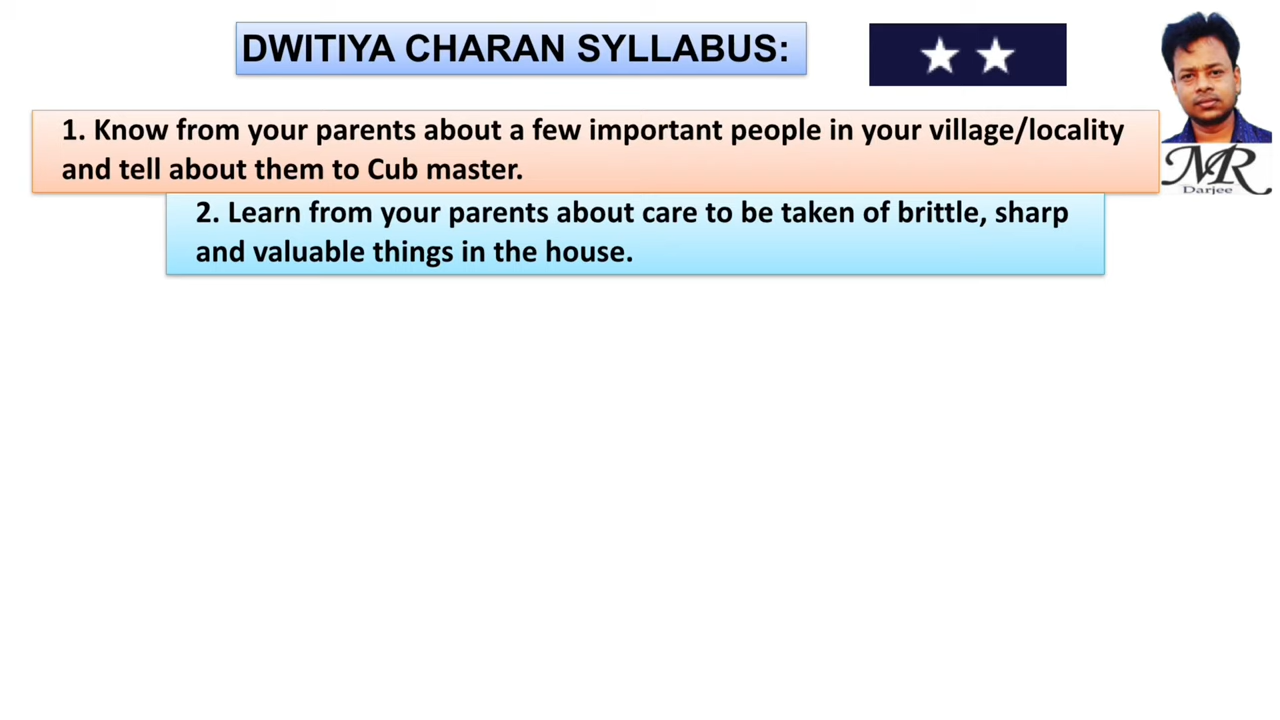 DWITIYA CHARAN SYLLABUS:
1. Know from your parents about a few important people in your village/locality
and tell about them to Cub master.
MR
Darjee
2. Learn from your parents about care to be taken of brittle, sharp
and valuable things in the house.